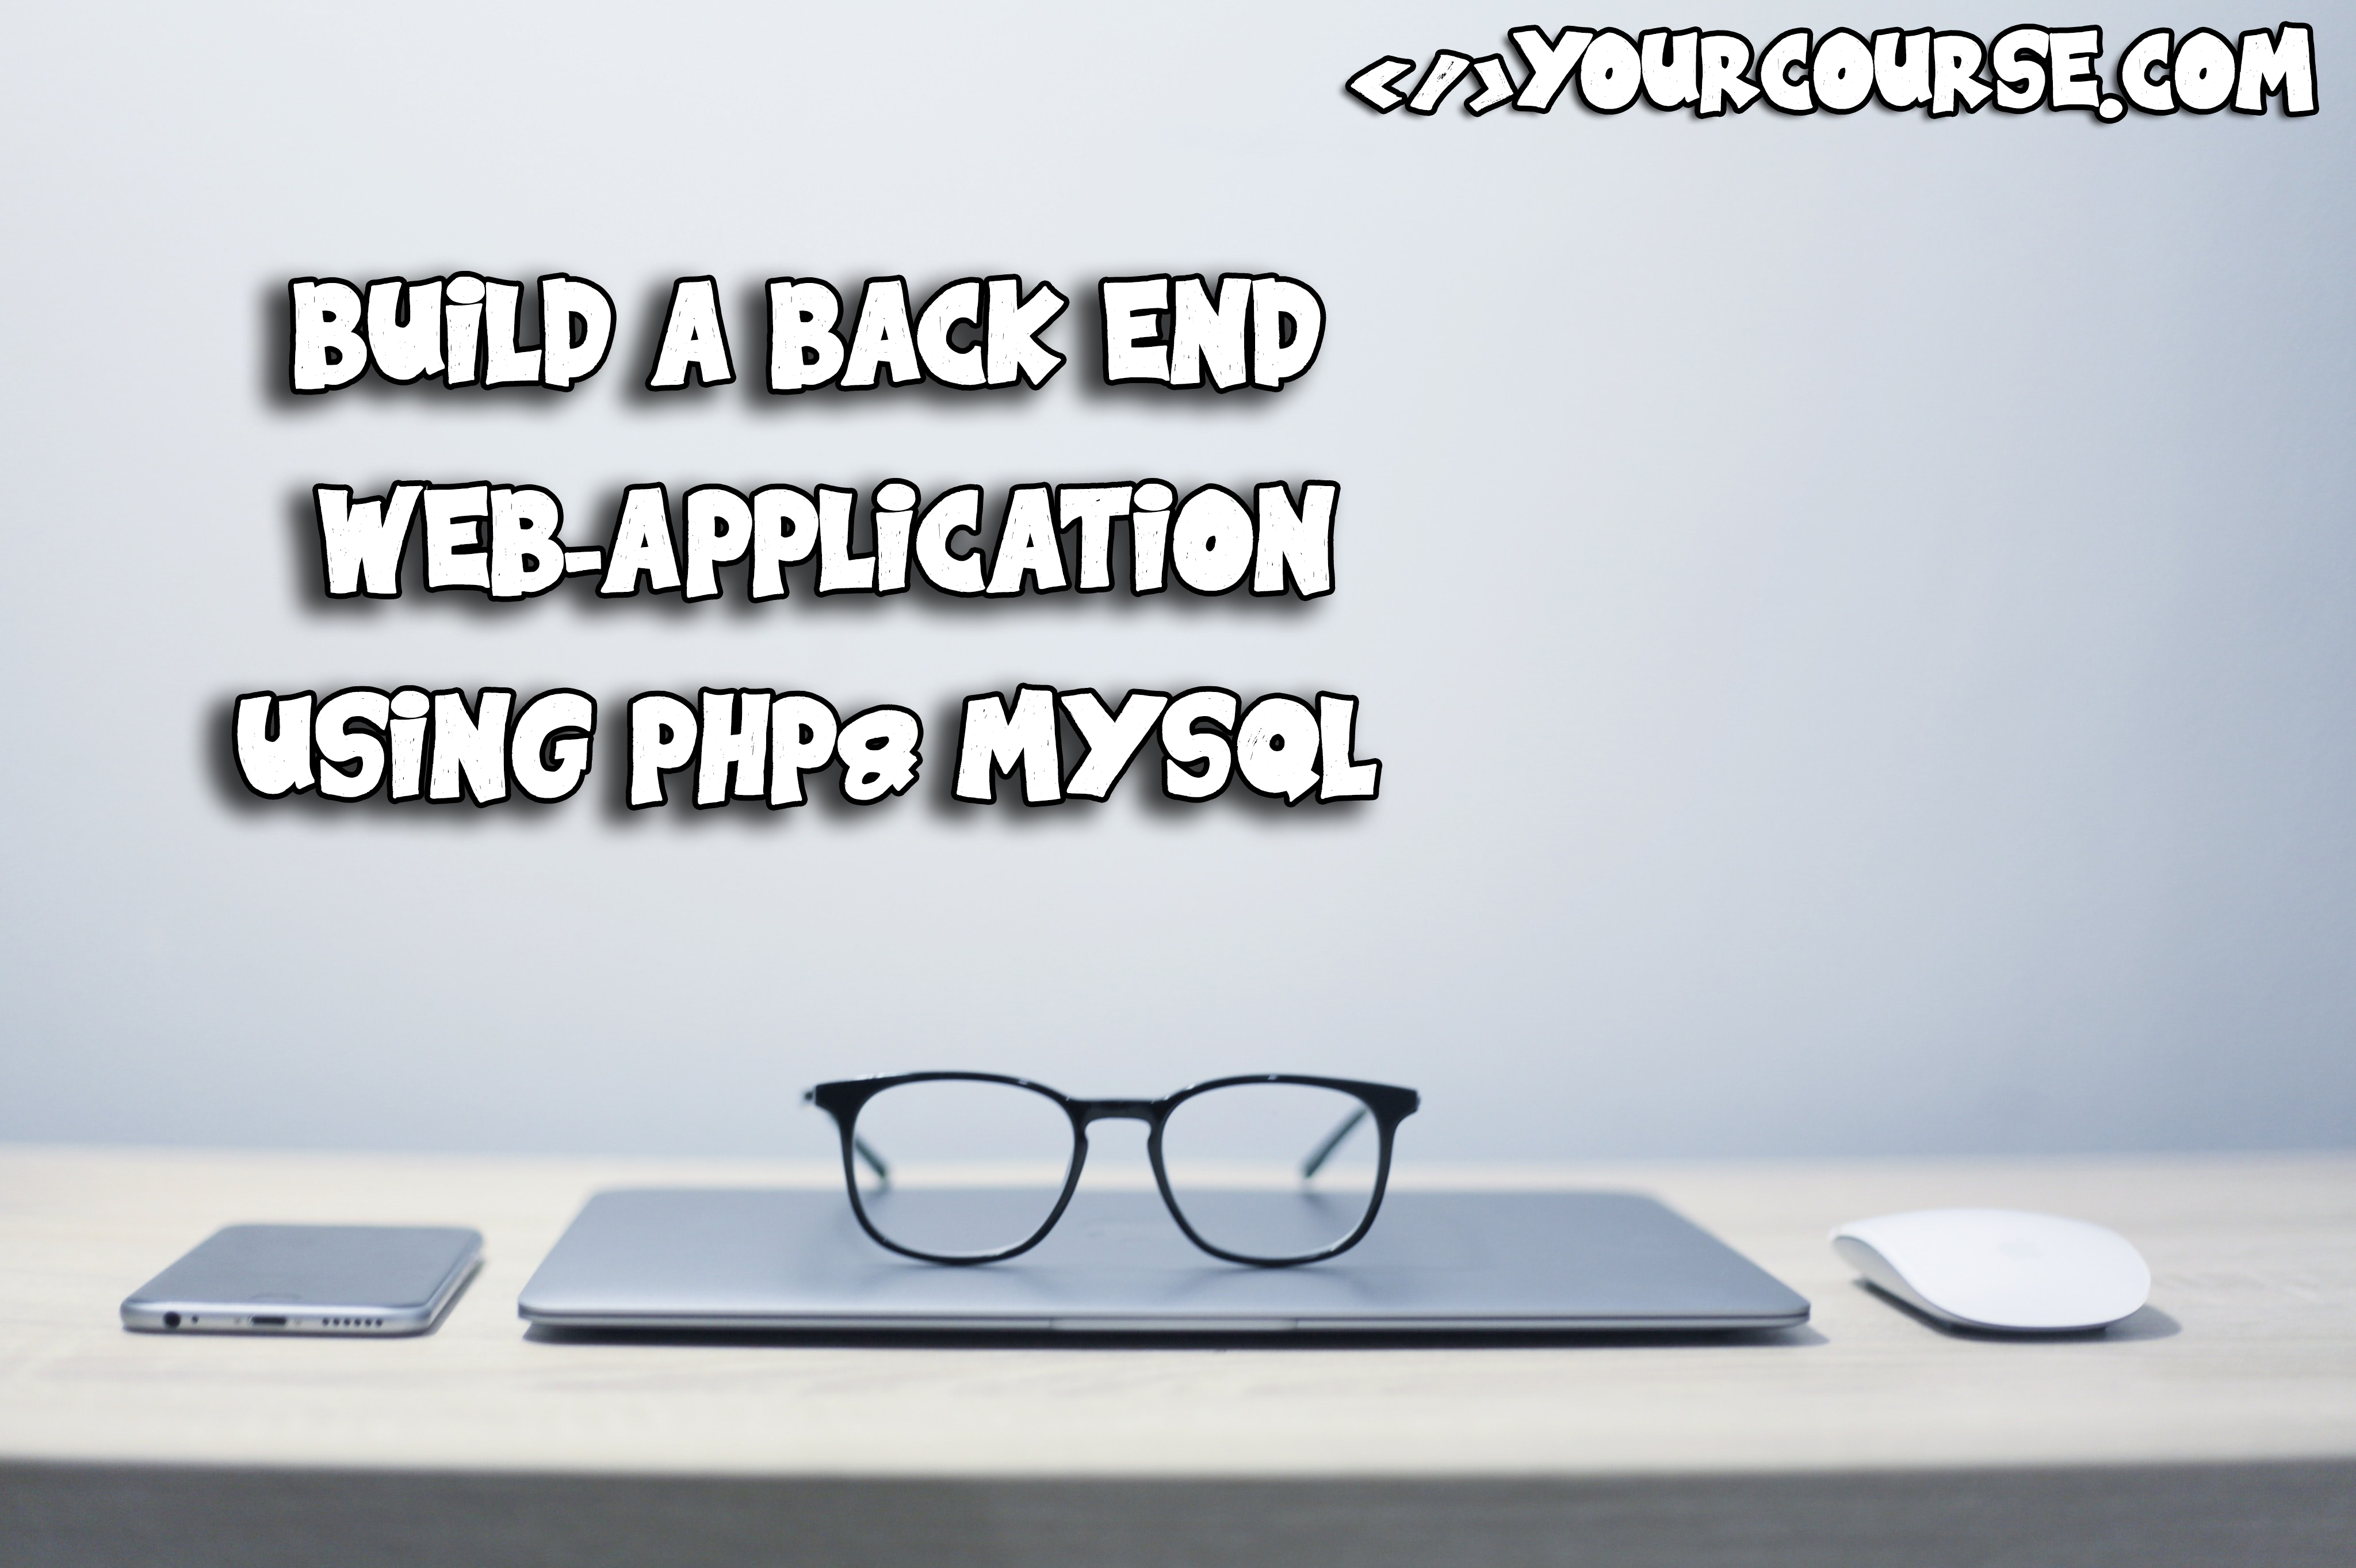 </>YOURCOURSE.COM
BUILD A BACK END
WEB-APPLICATION
USING PHP& MYSQL